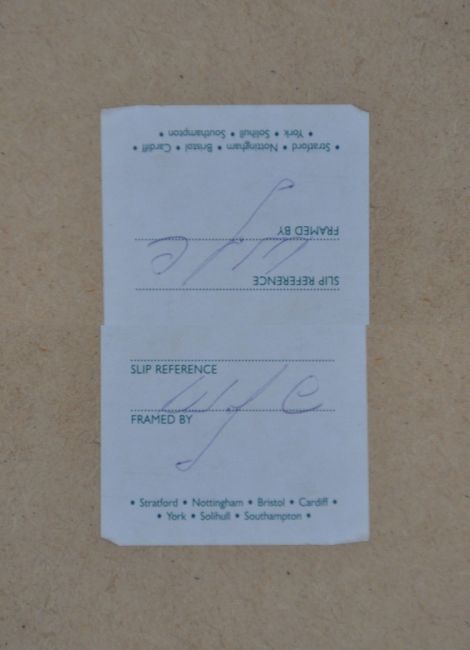 • York • Solihull • Southampton •
• Stratford • Nottingham • Bristol • Cardiff •
FRAMED BY
SLIP REFERENCE
SLIP REFERENCE
FRAMED BY
• Stratford • Nottingham • Bristol • Cardiff •
• York • Solihull • Southampton •